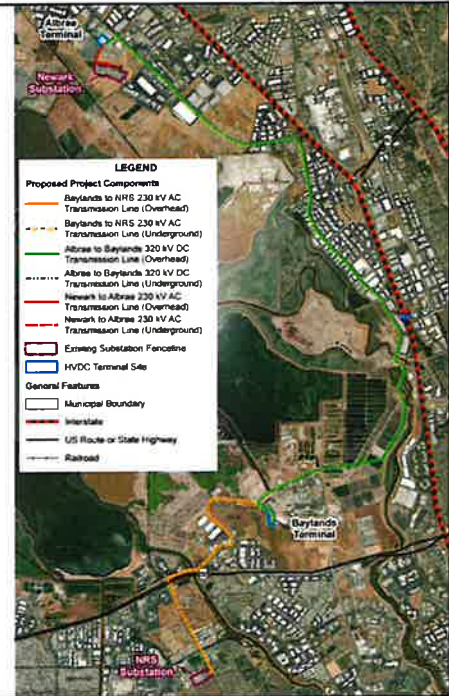 Albrae
Terminal
Newark
Substation
LEGEND
Proposed Project Components
Baylands to NRS 230 kV AC
Transmission Line (Overhead)
Baylands to NRS 230 kV AC
Transmission Line (Underground)
Albrae to Baylands 320 kV DC
Transmission Line (Overhead)
Albrae to Baylands 320 kV DC
Transmission Line (Underground)
Newark to Albrae 230 kV AC
Transmission Line (Overhead)
Newark to Albrae 230 kV AC
Transmission Line (Underground)
Existing Substation Fenceline
HVDC Terminal Site
General Features
Municipal Boundary
Interstate
US Route or State Highway
Railroad
Baylands
Terminal
NRS
Substation